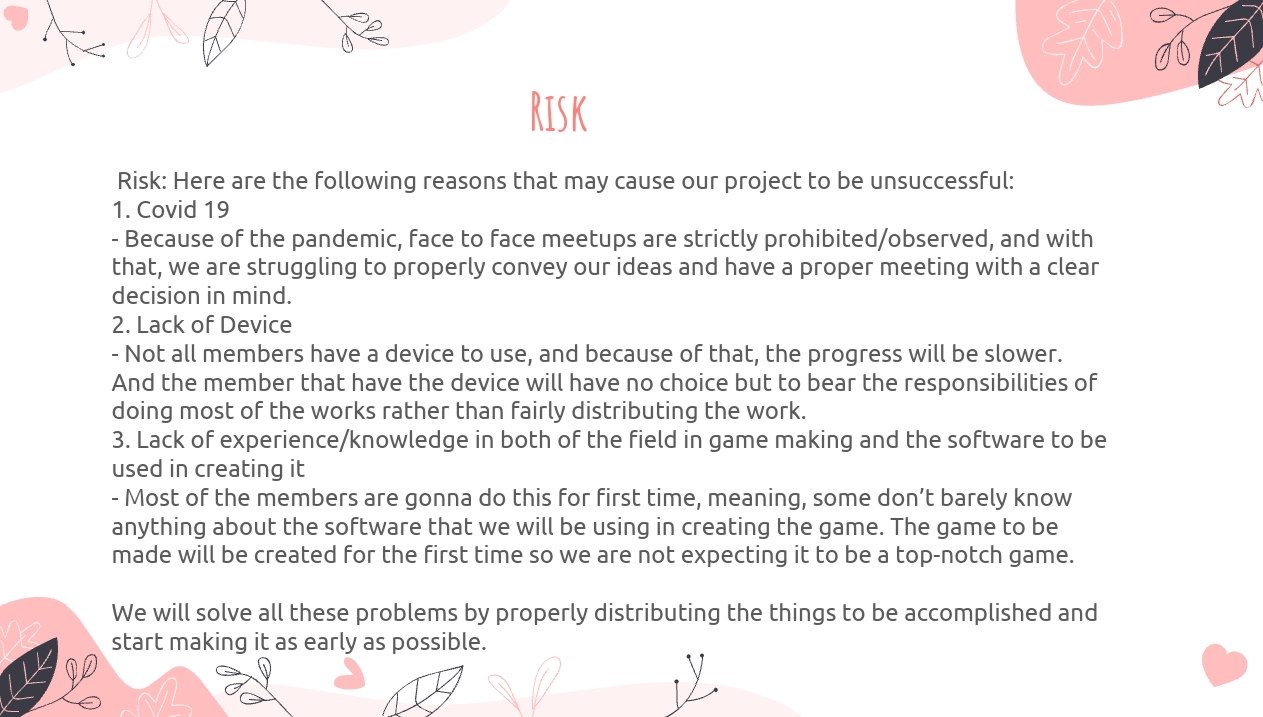 Risk
Risk: Here are the following reasons that may cause our project to be unsuccessful:
1. Covid 19
- Because of the pandemic, face to face meetups are strictly prohibited/observed, and with
that, we are struggling to properly convey our ideas and have a proper meeting with a clear
decision in mind.
2. Lack of Device
- Not all members have a device to use, and because of that, the progress will be slower.
And the member that have the device will have no choice but to bear the responsibilities of
doing most of the works rather than fairly distributing the work.
3. Lack of experience/knowledge in both of the field in game making and the software to be
used in creating it
- Most of the members are gonna do this for first time, meaning, some don’t barely know
anything about the software that we will be using in creating the game. The game to be
made will be created for the first time so we are not expecting it to be a top-notch game.
We will solve all these problems by properly distributing the things to be accomplished and
start making it as early as possible.